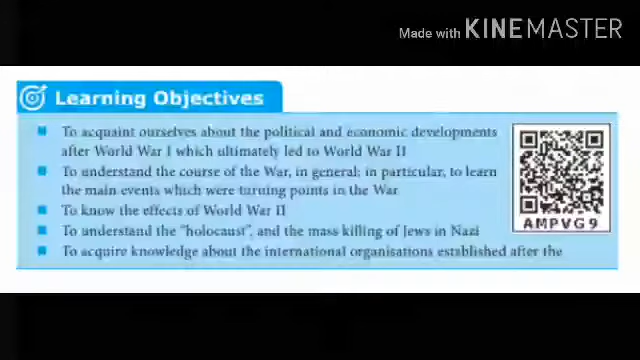 Made with KINEMASTER
Learning Objectives
To acquaint ourselves about the political and economic developments
after World War I which ultimately led to World War II
To understand the course of the War, in general; in particular, to learn
the main events which were turning points in the War
To know the effects of World War II
To understand the "holocaust", and the mass killing of Jews in Nazi
To acquire knowledge about the international organisations established after the
AMPVG9